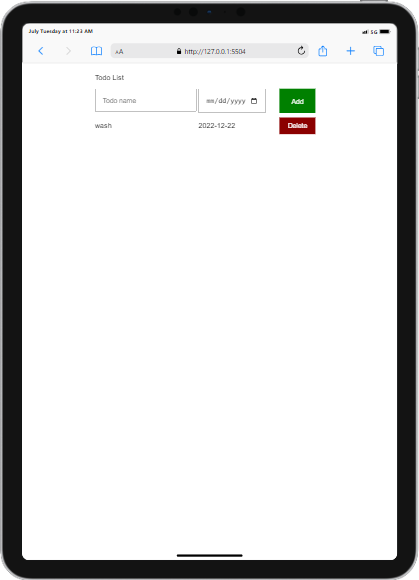 July Tuesday at 11:23 AM
5G
AA
http://127.0.0.1:5504
Todo List
Todo name
mm/dd/yyyy
Add
wash
2022-12-22
Delete